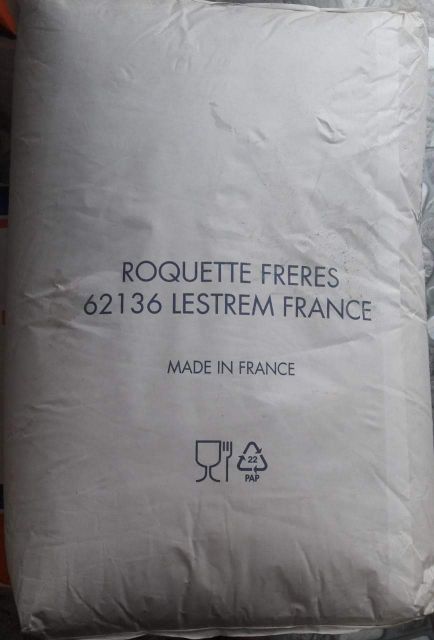 ROQUETTE FRERES
62136 LESTREM FRANCE
MADE IN FRANCE
22
PAP